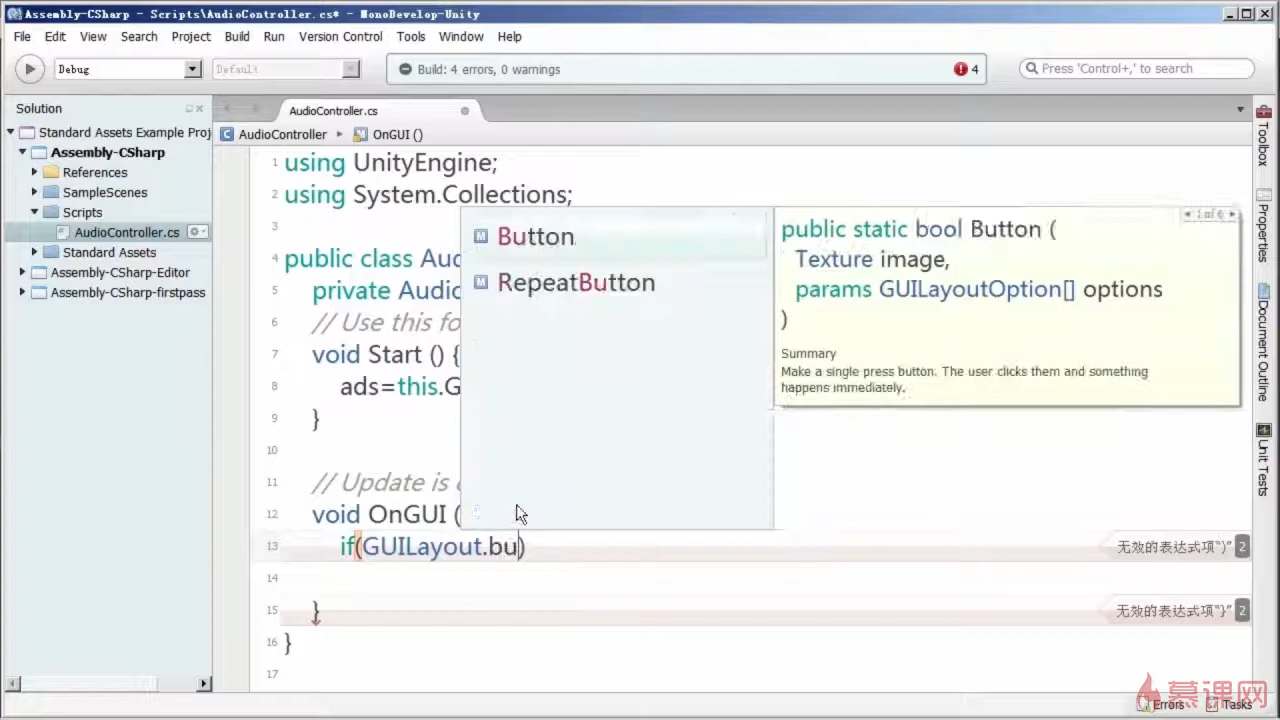 Assembly-CSharp - Scripts\AudioController.cs* - MonoDevelop-Unity
File Edit View Search Project Build Run Version Control Tools Window Help
Debug Default Build: 4 errors, 0 warnings 4 Press 'Control+,' to search
Solution
AudioController.cs
Standard Assets Example Proj
AudioController OnGUI ()
Assembly-CSharp
References
SampleScenes
Scripts
AudioController.cs
Standard Assets
Assembly-CSharp-Editor
Assembly-CSharp-firstpass
1 using UnityEngine;
2 using System.Collections;
3
4 public class Aud
5 private Audio
6 // Use this fo
7 void Start () {
8 ads=this.G
9 }
10
11 // Update is
12 void OnGUI (
13 if(GUILayout.bu)
14
15 }
16 }
17
Button
RepeatButton
1 of 6
public static bool Button (
Texture image,
params GUILayoutOption[] options
)
Summary
Make a single press button. The user clicks them and something
happens immediately.
无效的表达式项“)” 2
无效的表达式项“}” 2
Toolbox
Properties
Document Outline
Unit Tests
慕课网
Errors Tasks